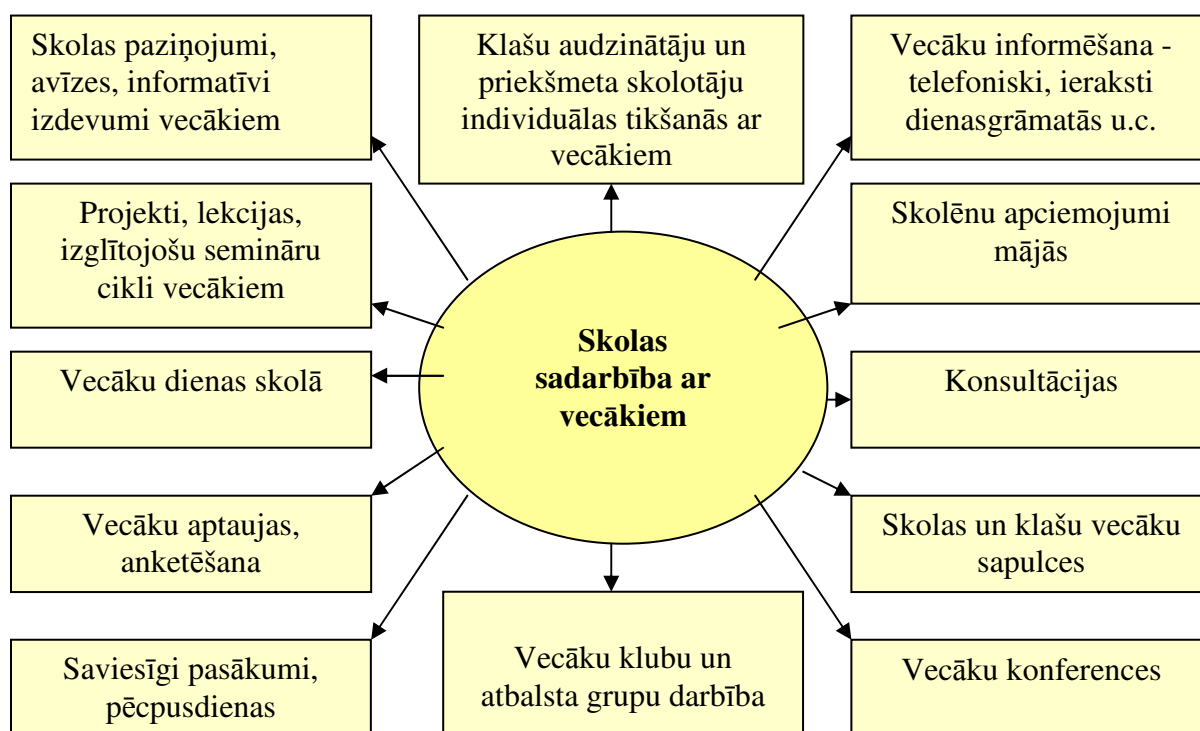 Skolas paziņojumi,
avīzes, informatīvi
izdevumi vecākiem
Klašu audzinātāju un
priekšmeta skolotāju
individuālas tikšanās ar
vecākiem
Vecāku informēšana -
telefoniski, ieraksti
dienasgrāmatās u.c.
Projekti, lekcijas,
izglītojošu semināru
cikli vecākiem
Skolēnu apciemojumi
mājās
Skolas
sadarbība ar
vecākiem
Vecāku dienas skolā
Konsultācijas
Vecāku aptaujas,
anketēšana
Skolas un klašu vecāku
sapulces
Saviesīgi pasākumi,
pēcpusdienas
Vecāku klubu un
atbalsta grupu darbība
Vecāku konferences